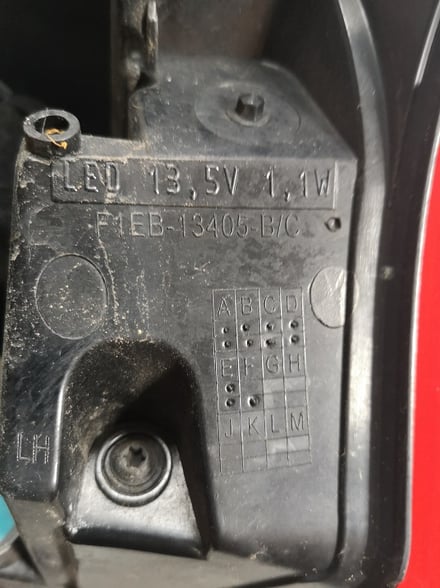 LED 13,5V 1,1W
F1EB-13405-B/C
A B C D
E F G H
J K L M
LH